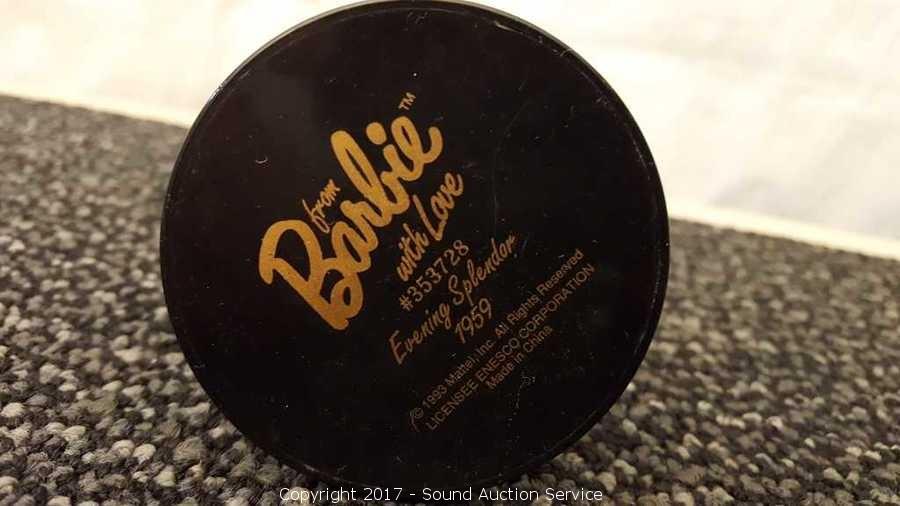 from
Barbie™
with Love
#353728
Evening Splendor
1959
© 1993 Mattel, Inc. All Rights Reserved
LICENSEE ENESCO CORPORATION
Made in China
Copyright 2017 - Sound Auction Service